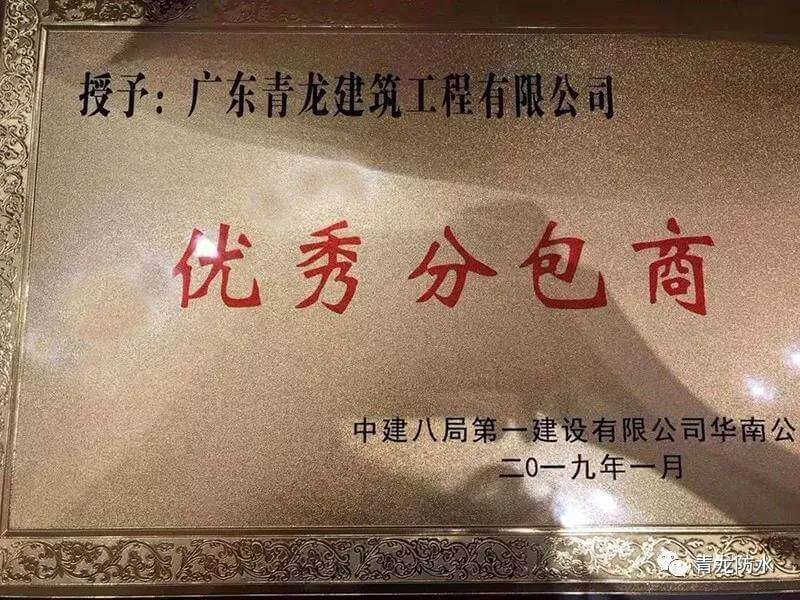 授予：广东青龙建筑工程有限公司
优秀分包商
中建八局第一建设有限公司华南公
二〇一九年一月
青龙防水